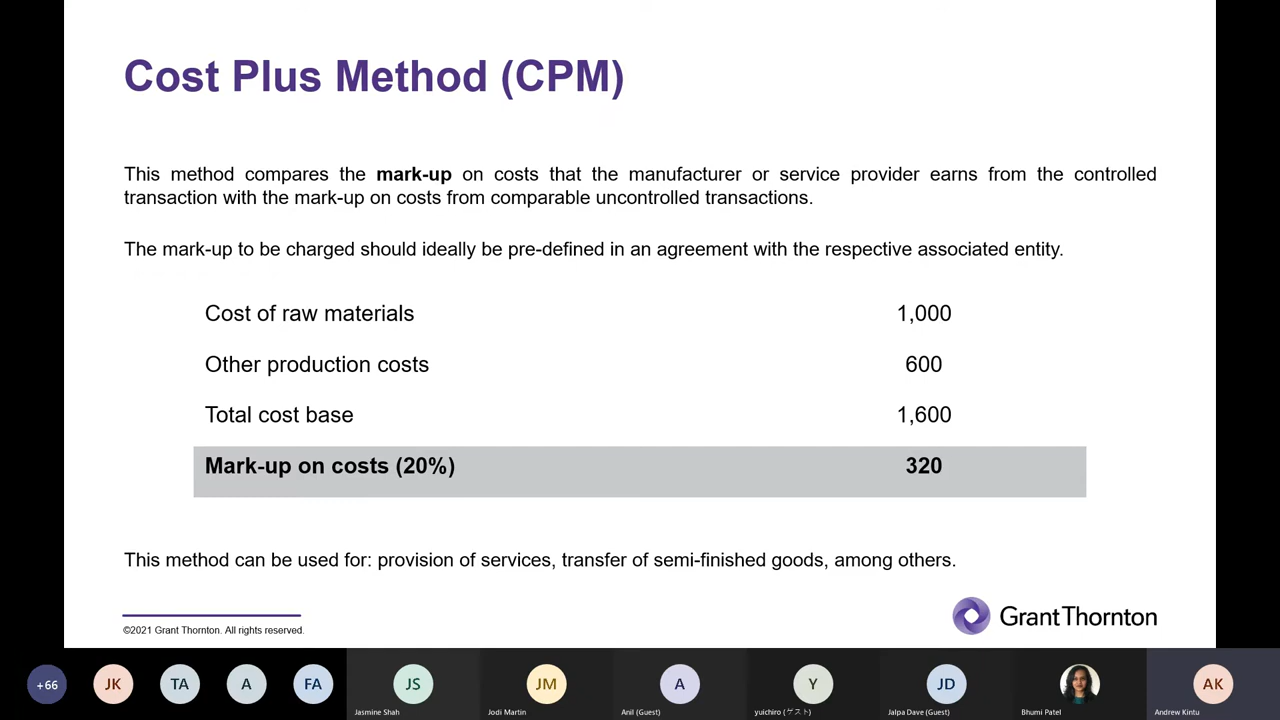 Cost Plus Method (CPM)
This method compares the mark-up on costs that the manufacturer or service provider earns from the controlled
transaction with the mark-up on costs from comparable uncontrolled transactions.
The mark-up to be charged should ideally be pre-defined in an agreement with the respective associated entity.
Cost of raw materials 1,000
Other production costs 600
Total cost base 1,600
Mark-up on costs (20%) 320
This method can be used for: provision of services, transfer of semi-finished goods, among others.
©2021 Grant Thornton. All rights reserved.
GrantThornton
+66 JK TA A FA JS JM A Y JD AK
Jasmine Shah Jodi Martin Anil (Guest) yuichiro (ゲスト) Jalpa Dave (Guest) Bhumi Patel Andrew Kintu